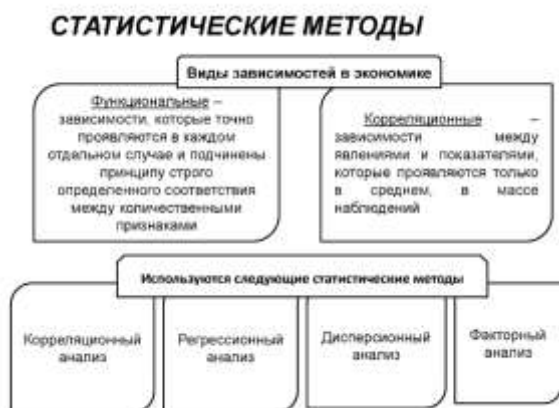 СТАТИСТИЧЕСКИЕ МЕТОДЫ
Виды зависимостей в экономике
Функциональные –
зависимости, которые точно
проявляются в каждом
отдельном случае и подчинены
принципу строго
определенного соответствия
между количественными
признаками
Корреляционные –
зависимости между
явлениями и показателями,
которые проявляются только
в среднем, в массе
наблюдений
Используются следующие статистические методы
Корреляционный
анализ
Регрессионный
анализ
Дисперсионный
анализ
Факторный
анализ